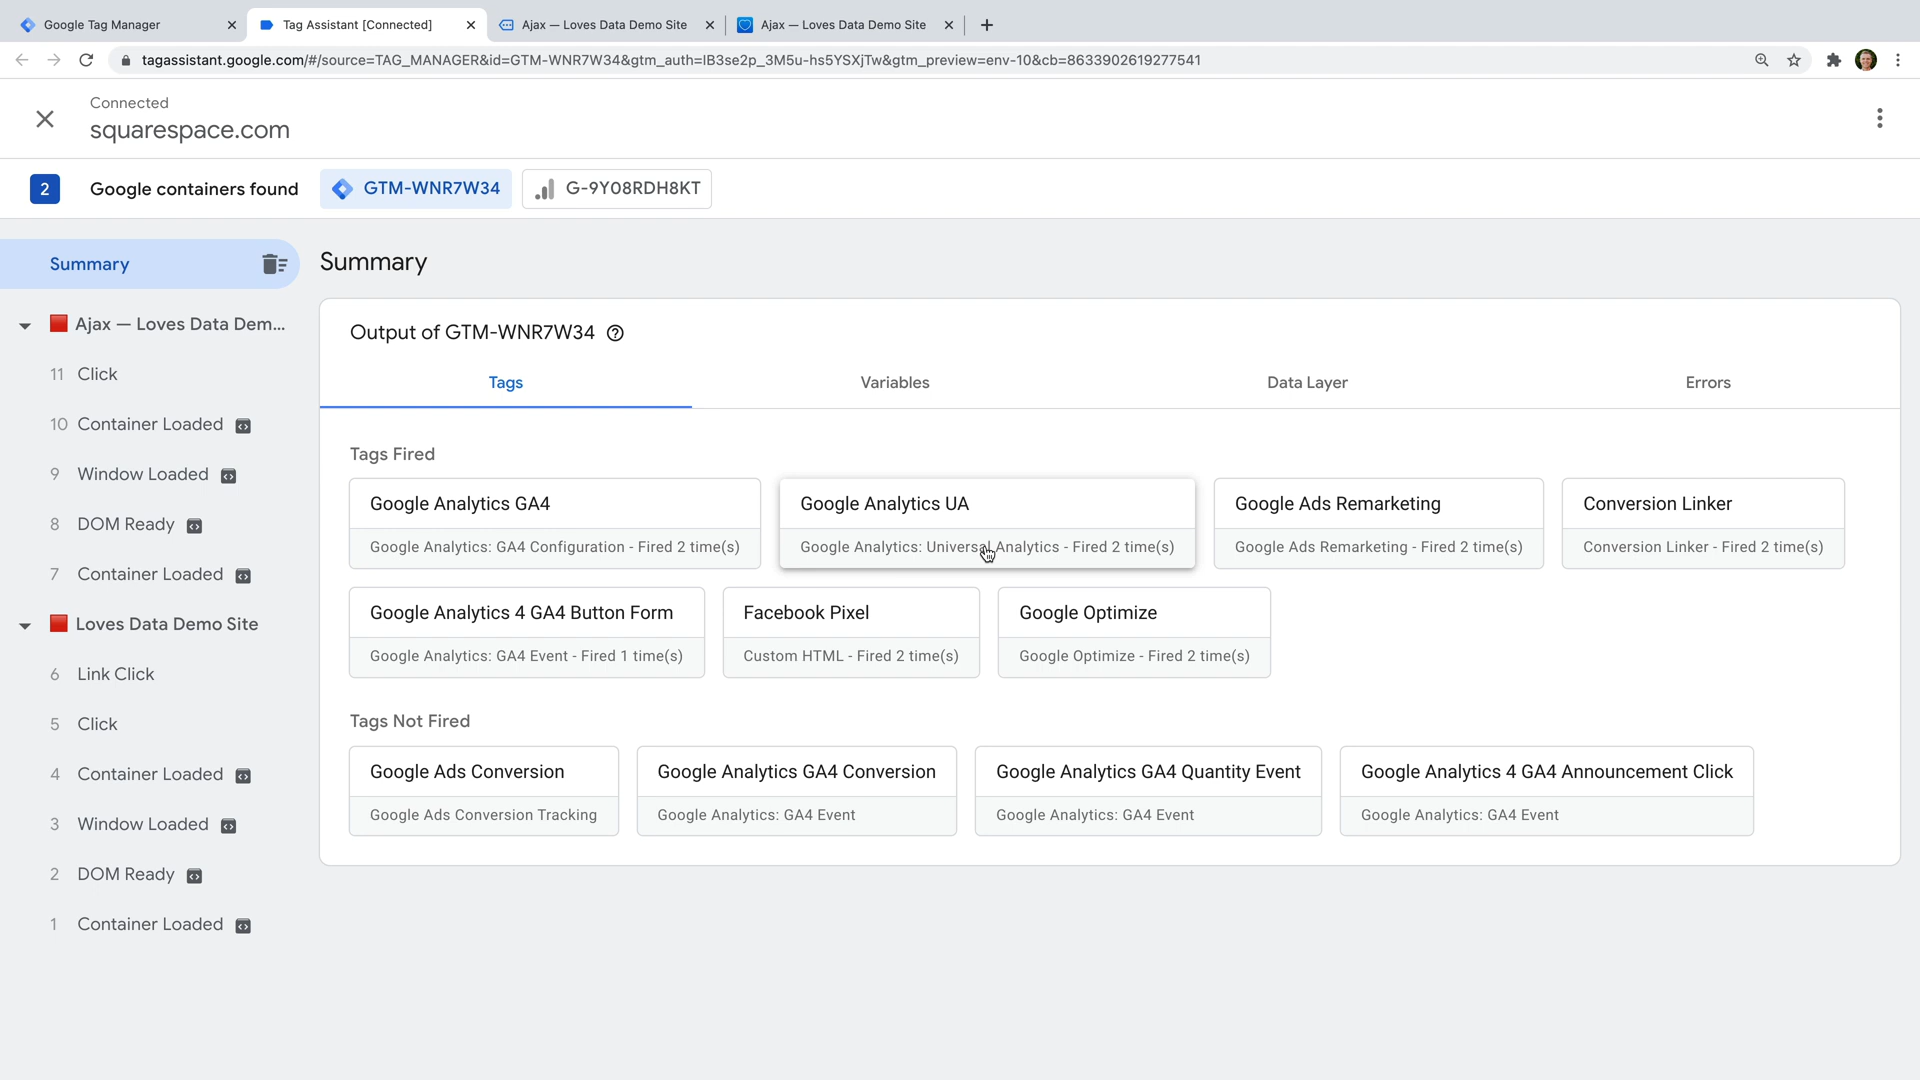 Google Tag Manager
Tag Assistant [Connected]
Ajax — Loves Data Demo Site
Ajax — Loves Data Demo Site
tagassistant.google.com/#/source=TAG_MANAGER&id=GTM-WNR7W34&gtm_auth=IB3se2p_3M5u-hs5YSXjTw&gtm_preview=env-10&cb=8633902619277541
Connected
squarespace.com
2 Google containers found GTM-WNR7W34 G-9Y08RDH8KT
Summary
Ajax — Loves Data Dem...
11 Click
10 Container Loaded
9 Window Loaded
8 DOM Ready
7 Container Loaded
Loves Data Demo Site
6 Link Click
5 Click
4 Container Loaded
3 Window Loaded
2 DOM Ready
1 Container Loaded
Summary
Output of GTM-WNR7W34
Tags Variables Data Layer Errors
Tags Fired
Google Analytics GA4
Google Analytics: GA4 Configuration - Fired 2 time(s)
Google Analytics UA
Google Analytics: Universal Analytics - Fired 2 time(s)
Google Ads Remarketing
Google Ads Remarketing - Fired 2 time(s)
Conversion Linker
Conversion Linker - Fired 2 time(s)
Google Analytics 4 GA4 Button Form
Google Analytics: GA4 Event - Fired 1 time(s)
Facebook Pixel
Custom HTML - Fired 2 time(s)
Google Optimize
Google Optimize - Fired 2 time(s)
Tags Not Fired
Google Ads Conversion
Google Ads Conversion Tracking
Google Analytics GA4 Conversion
Google Analytics: GA4 Event
Google Analytics GA4 Quantity Event
Google Analytics: GA4 Event
Google Analytics 4 GA4 Announcement Click
Google Analytics: GA4 Event